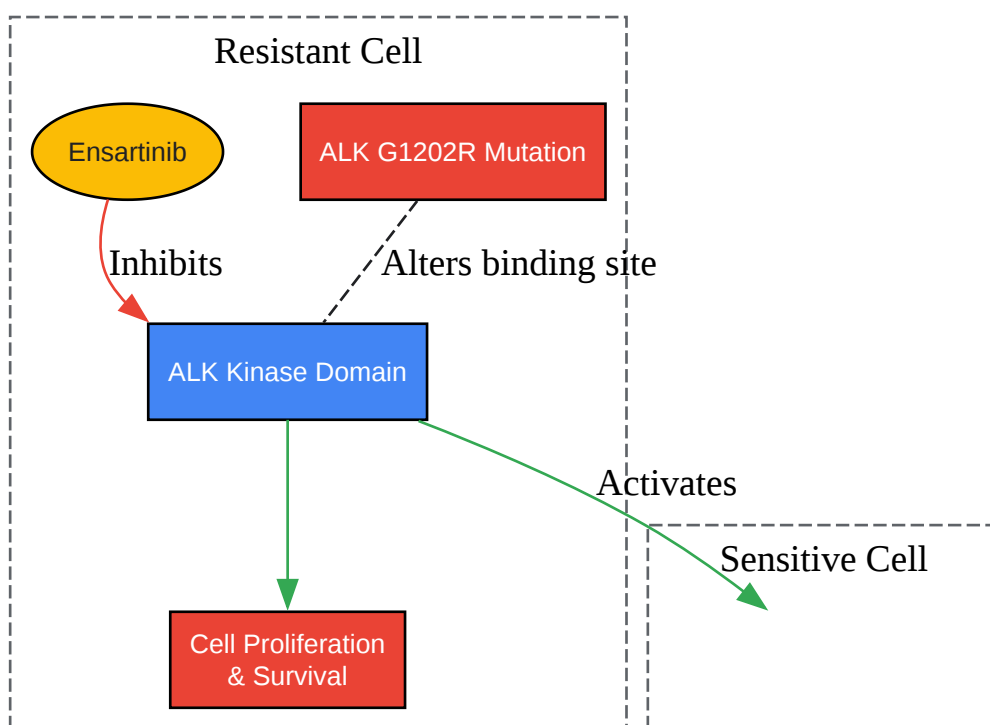 Resistant Cell
Ensartinib
ALK G1202R Mutation
Inhibits
Alters binding site
ALK Kinase Domain
Activates
Sensitive Cell
Cell Proliferation
& Survival